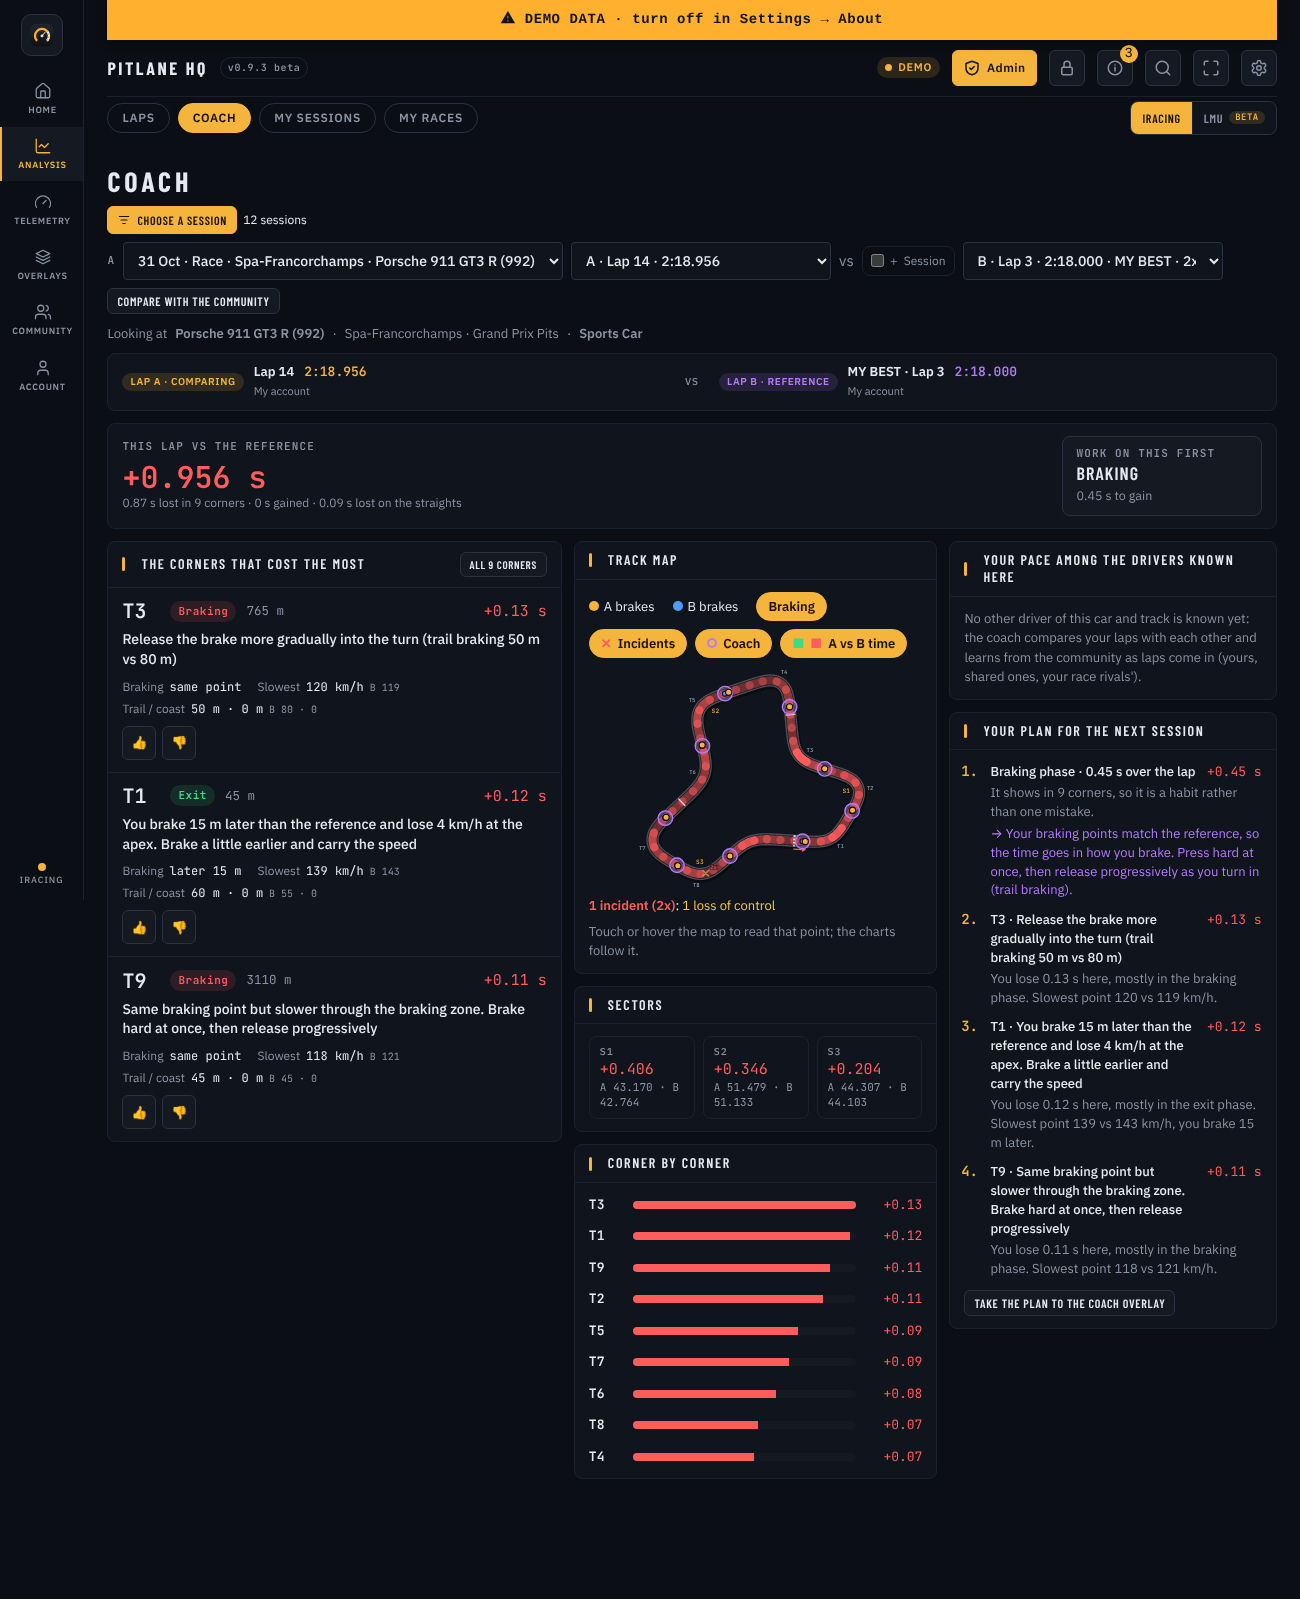 ⚠ DEMO DATA · turn off in Settings → About
PITLANE HQ v0.9.3 beta
DEMO
Admin
3
HOME
ANALYSIS
TELEMETRY
OVERLAYS
COMMUNITY
ACCOUNT
IRACING
LAPS COACH MY SESSIONS MY RACES
IRACING LMU BETA
COACH
CHOOSE A SESSION 12 sessions
A 31 Oct · Race · Spa-Francorchamps · Porsche 911 GT3 R (992) A · Lap 14 · 2:18.956 VS + Session B · Lap 3 · 2:18.000 · MY BEST · 2x
COMPARE WITH THE COMMUNITY
Looking at Porsche 911 GT3 R (992) · Spa-Francorchamps · Grand Prix Pits · Sports Car
LAP A · COMPARING Lap 14 2:18.956
My account
VS
LAP B · REFERENCE MY BEST · Lap 3 2:18.000
My account
THIS LAP VS THE REFERENCE
+0.956 s
0.87 s lost in 9 corners · 0 s gained · 0.09 s lost on the straights
WORK ON THIS FIRST
BRAKING
0.45 s to gain
THE CORNERS THAT COST THE MOST ALL 9 CORNERS
T3 Braking 765 m +0.13 s
Release the brake more gradually into the turn (trail braking 50 m
vs 80 m)
Braking same point Slowest 120 km/h B 119
Trail / coast 50 m · 0 m B 80 · 0
T1 Exit 45 m +0.12 s
You brake 15 m later than the reference and lose 4 km/h at the
apex. Brake a little earlier and carry the speed
Braking later 15 m Slowest 139 km/h B 143
Trail / coast 60 m · 0 m B 55 · 0
T9 Braking 3110 m +0.11 s
Same braking point but slower through the braking zone. Brake
hard at once, then release progressively
Braking same point Slowest 118 km/h B 121
Trail / coast 45 m · 0 m B 45 · 0
TRACK MAP
A brakes B brakes Braking
Incidents Coach A vs B time
T4
T5
S2
T3
T6
T2
S1
T7
T1
S3
T8
1 incident (2x): 1 loss of control
Touch or hover the map to read that point; the charts
follow it.
SECTORS
S1
+0.406
A 43.170 · B
42.764
S2
+0.346
A 51.479 · B
51.133
S3
+0.204
A 44.307 · B
44.103
CORNER BY CORNER
T3 +0.13
T1 +0.12
T9 +0.11
T2 +0.11
T5 +0.09
T7 +0.09
T6 +0.08
T8 +0.07
T4 +0.07
YOUR PACE AMONG THE DRIVERS KNOWN
HERE
No other driver of this car and track is known yet:
the coach compares your laps with each other and
learns from the community as laps come in (yours,
shared ones, your race rivals').
YOUR PLAN FOR THE NEXT SESSION
1. Braking phase · 0.45 s over the lap +0.45 s
It shows in 9 corners, so it is a habit rather
than one mistake.
→ Your braking points match the reference, so
the time goes in how you brake. Press hard at
once, then release progressively as you turn in
(trail braking).
2. T3 · Release the brake more +0.13 s
gradually into the turn (trail
braking 50 m vs 80 m)
You lose 0.13 s here, mostly in the braking
phase. Slowest point 120 vs 119 km/h.
3. T1 · You brake 15 m later than the +0.12 s
reference and lose 4 km/h at the
apex. Brake a little earlier and
carry the speed
You lose 0.12 s here, mostly in the exit phase.
Slowest point 139 vs 143 km/h, you brake 15
m later.
4. T9 · Same braking point but +0.11 s
slower through the braking zone.
Brake hard at once, then release
progressively
You lose 0.11 s here, mostly in the braking
phase. Slowest point 118 vs 121 km/h.
TAKE THE PLAN TO THE COACH OVERLAY